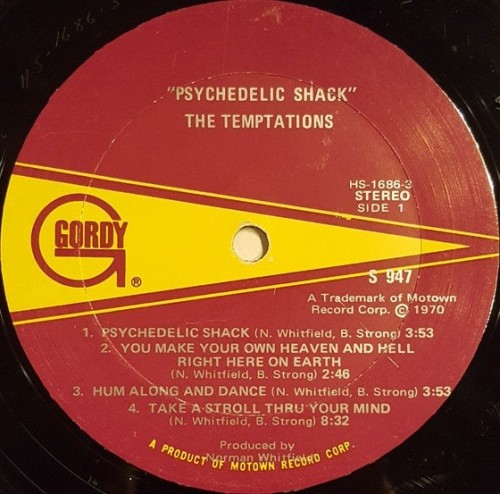 HS-1686-3
"PSYCHEDELIC SHACK"
THE TEMPTATIONS
HS-1686-3
STEREO
SIDE 1
GORDY
®
S 947
A Trademark of Motown
Record Corp. © 1970
1. PSYCHEDELIC SHACK (N. Whitfield, B. Strong) 3:53
2. YOU MAKE YOUR OWN HEAVEN AND HELL
RIGHT HERE ON EARTH
(N. Whitfield, B. Strong) 2:46
3. HUM ALONG AND DANCE (N. Whitfield, B. Strong) 3:53
4. TAKE A STROLL THRU YOUR MIND
(N. Whitfield, B. Strong) 8:32
Produced by
Norman Whitfield
A PRODUCT OF MOTOWN RECORD CORP.